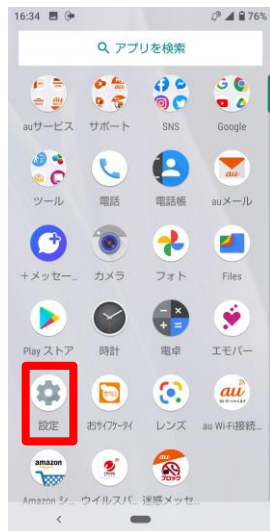 16:34 76%
アプリを検索
auサービス サポート SNS Google
ツール 電話 電話帳 auメール
+メッセー... カメラ フォト Files
Play ストア 時計 電卓 エモパー
設定 おサイフケータイ レンズ au Wi-Fi接続...
amazon ブロック
Amazon シ... ウイルスバ... 迷惑メッセ...